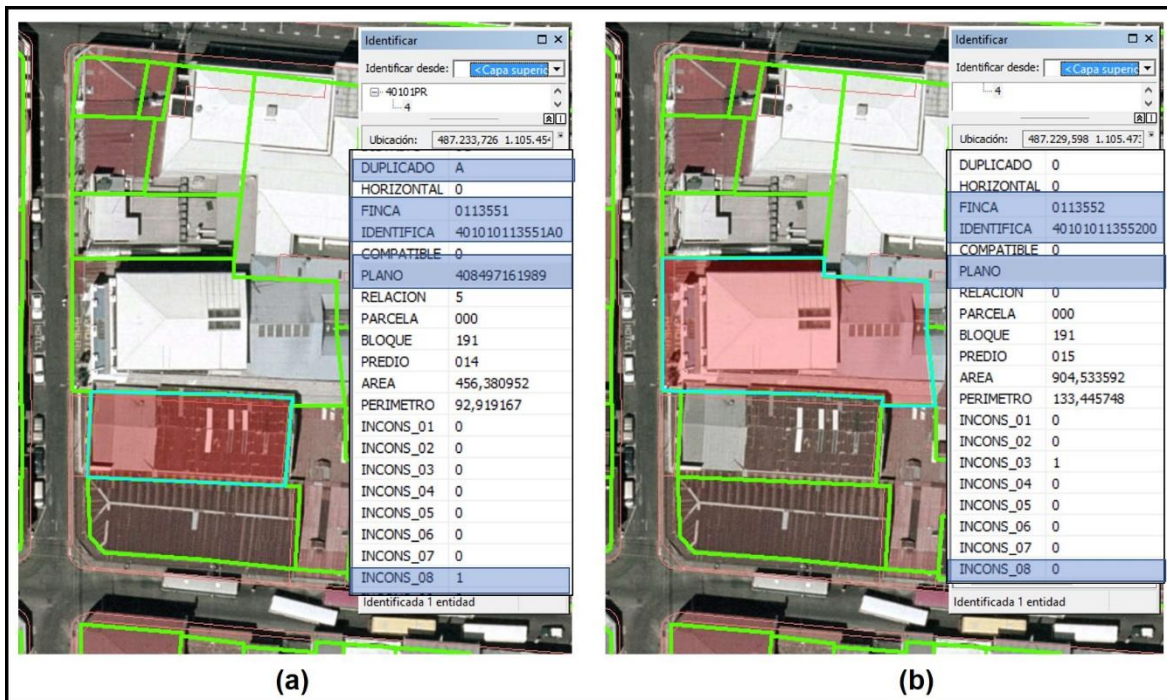 Identificar
Identificar desde: <Capa superic
40101PR
4
Ubicación: 487.233,726 1.105.454
DUPLICADO A
HORIZONTAL 0
FINCA 0113551
IDENTIFICA 401010113551A0
COMPATIBLE 0
PLANO 408497161989
RELACION 5
PARCELA 000
BLOQUE 191
PREDIO 014
AREA 456,380952
PERIMETRO 92,919167
INCONS_01 0
INCONS_02 0
INCONS_03 0
INCONS_04 0
INCONS_05 0
INCONS_06 0
INCONS_07 0
INCONS_08 1
Identificada 1 entidad
(a)
Identificar
Identificar desde: <Capa superic
4
Ubicación: 487.229,598 1.105.473
DUPLICADO 0
HORIZONTAL 0
FINCA 0113552
IDENTIFICA 40101011355200
COMPATIBLE 0
PLANO
RELACION 0
PARCELA 000
BLOQUE 191
PREDIO 015
AREA 904,533592
PERIMETRO 133,445748
INCONS_01 0
INCONS_02 0
INCONS_03 1
INCONS_04 0
INCONS_05 0
INCONS_06 0
INCONS_07 0
INCONS_08 0
Identificada 1 entidad
(b)